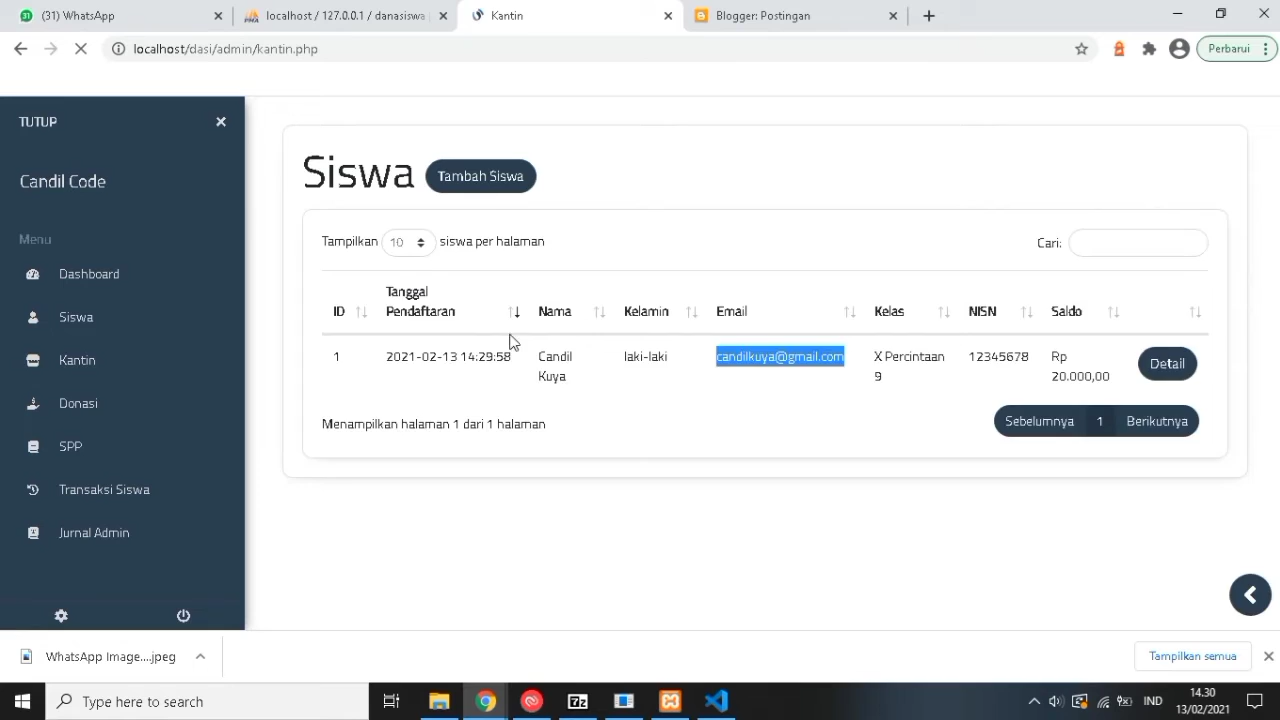 (31) WhatsApp
localhost / 127.0.0.1 / danasiswa
Kantin
Blogger: Postingan
localhost/dasi/admin/kantin.php
Perbarui
TUTUP
Candil Code
Menu
Dashboard
Siswa
Kantin
Donasi
SPP
Transaksi Siswa
Jurnal Admin
Siswa
Tambah Siswa
Tampilkan 10 siswa per halaman
Cari:
ID Tanggal Pendaftaran Nama Kelamin Email Kelas NISN Saldo
1 2021-02-13 14:29:58 Candil Kuya laki-laki candilkuya@gmail.com X Percintaan 9 12345678 Rp 20.000,00 Detail
Menampilkan halaman 1 dari 1 halaman
Sebelumnya 1 Berikutnya
WhatsApp Image....jpeg
Tampilkan semua
Type here to search
IND
14.30
13/02/2021